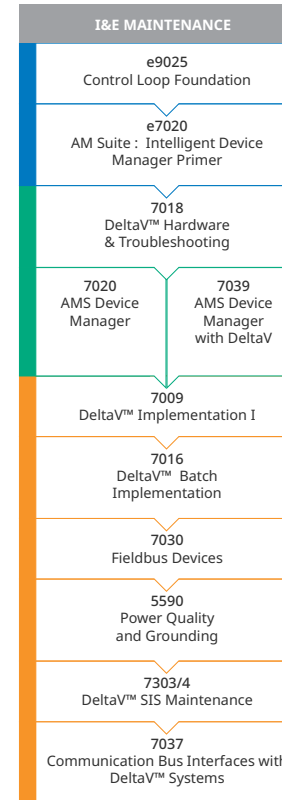 I&E MAINTENANCE
e9025
Control Loop Foundation
e7020
AM Suite : Intelligent Device
Manager Primer
7018
DeltaV™ Hardware
& Troubleshooting
7020
AMS Device
Manager
7039
AMS Device
Manager
with DeltaV
7009
DeltaV™ Implementation I
7016
DeltaV™ Batch
Implementation
7030
Fieldbus Devices
5590
Power Quality
and Grounding
7303/4
DeltaV™ SIS Maintenance
7037
Communication Bus Interfaces with
DeltaV™ Systems